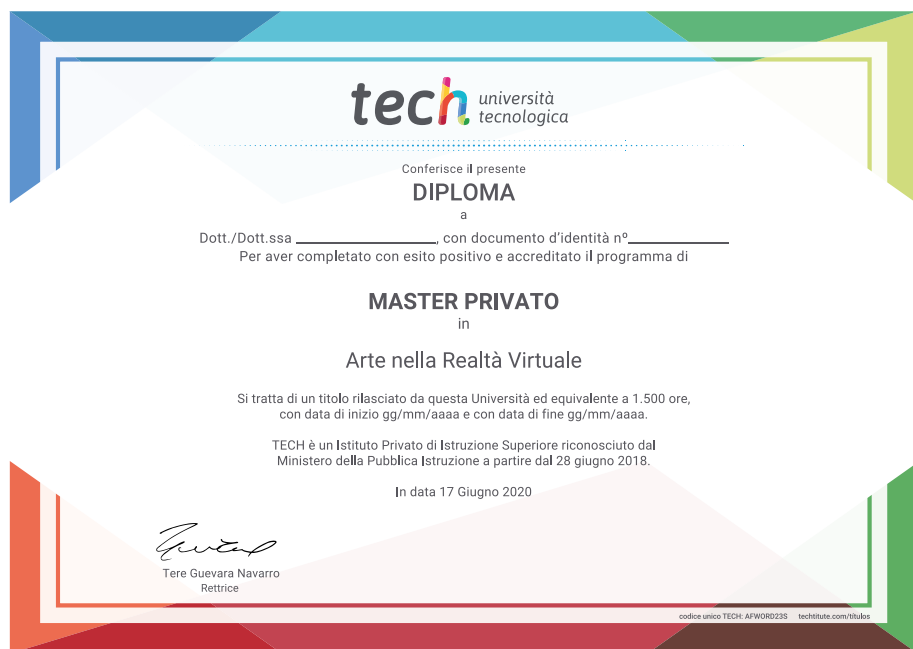 tech università
tecnologica
Conferisce il presente
DIPLOMA
a
Dott./Dott.ssa ____________________, con documento d'identità nº______________
Per aver completato con esito positivo e accreditato il programma di
MASTER PRIVATO
in
Arte nella Realtà Virtuale
Si tratta di un titolo rilasciato da questa Università ed equivalente a 1.500 ore,
con data di inizio gg/mm/aaaa e con data di fine gg/mm/aaaa.
TECH è un Istituto Privato di Istruzione Superiore riconosciuto dal
Ministero della Pubblica Istruzione a partire dal 28 giugno 2018.
In data 17 Giugno 2020
Tere Guevara Navarro
Rettrice
codice unico TECH: AFWORD23S techtitute.com/titulos